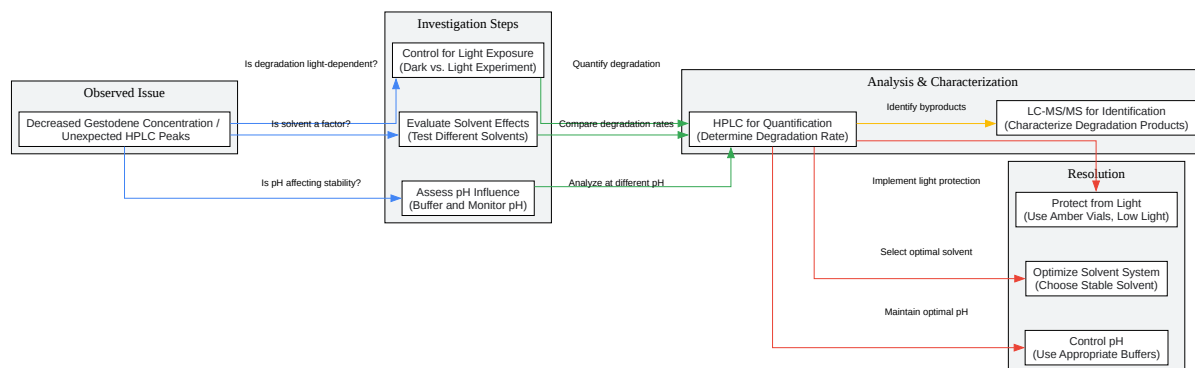 Observed Issue
Decreased Gestodene Concentration /
Unexpected HPLC Peaks
Is degradation light-dependent?
Is solvent a factor?
Is pH affecting stability?
Investigation Steps
Control for Light Exposure
(Dark vs. Light Experiment)
Evaluate Solvent Effects
(Test Different Solvents)
Assess pH Influence
(Buffer and Monitor pH)
Quantify degradation
Compare degradation rates
Analyze at different pH
Analysis & Characterization
HPLC for Quantification
(Determine Degradation Rate)
Identify byproducts
LC-MS/MS for Identification
(Characterize Degradation Products)
Implement light protection
Select optimal solvent
Maintain optimal pH
Resolution
Protect from Light
(Use Amber Vials, Low Light)
Optimize Solvent System
(Choose Stable Solvent)
Control pH
(Use Appropriate Buffers)